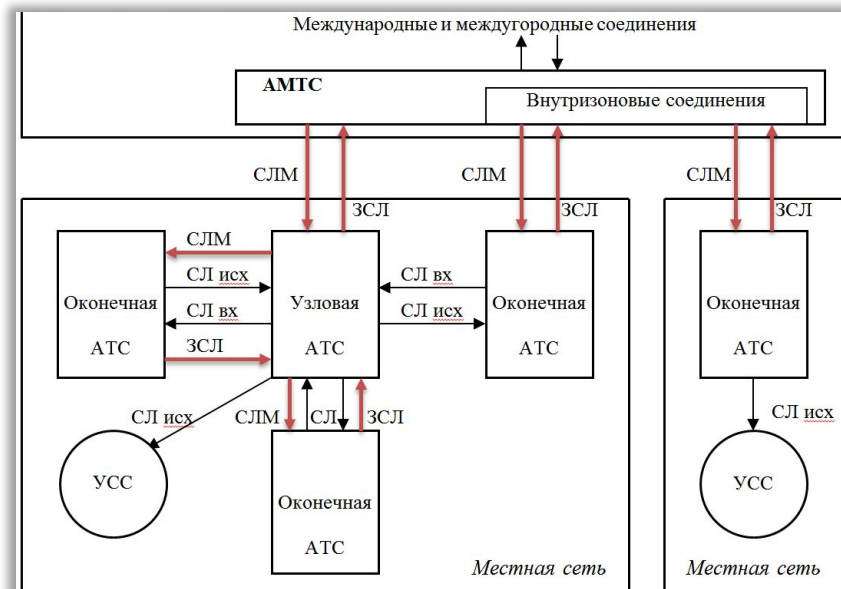 Международные и междугородные соединения
АМТС
Внутризоновые соединения
СЛМ
СЛМ
СЛМ
ЗСЛ
ЗСЛ
ЗСЛ
СЛМ
СЛ исх
СЛ вх
ЗСЛ
Оконечная
АТС
Узловая
АТС
СЛ вх
СЛ исх
Оконечная
АТС
Оконечная
АТС
СЛ исх
СЛМ
СЛ
ЗСЛ
СЛ исх
УСС
Оконечная
АТС
УСС
Местная сеть
Местная сеть